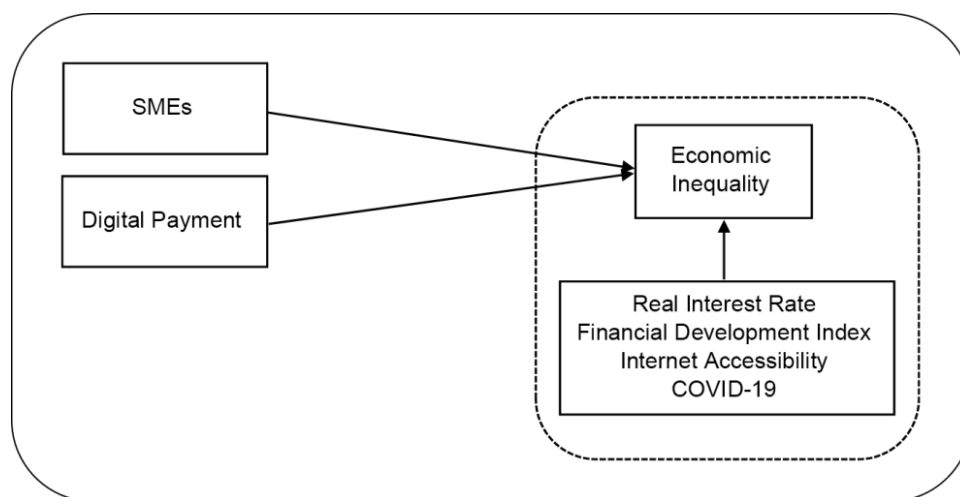 SMEs
Digital Payment
Economic
Inequality
Real Interest Rate
Financial Development Index
Internet Accessibility
COVID-19